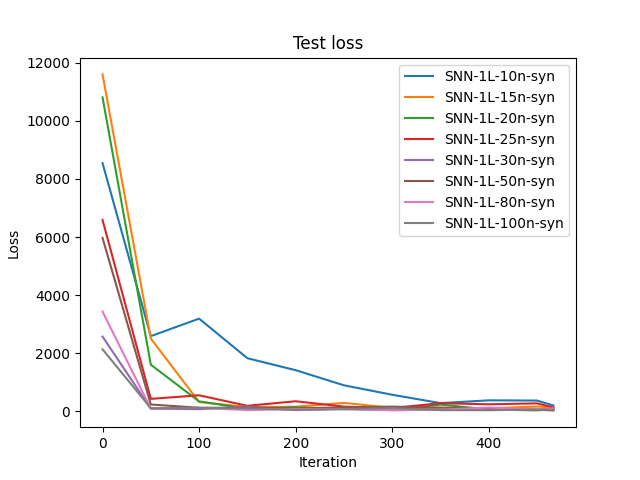 Test loss
12000
10000
8000
6000
4000
2000
0
Loss
SNN-1L-10n-syn
SNN-1L-15n-syn
SNN-1L-20n-syn
SNN-1L-25n-syn
SNN-1L-30n-syn
SNN-1L-50n-syn
SNN-1L-80n-syn
SNN-1L-100n-syn
0 100 200 300 400
Iteration